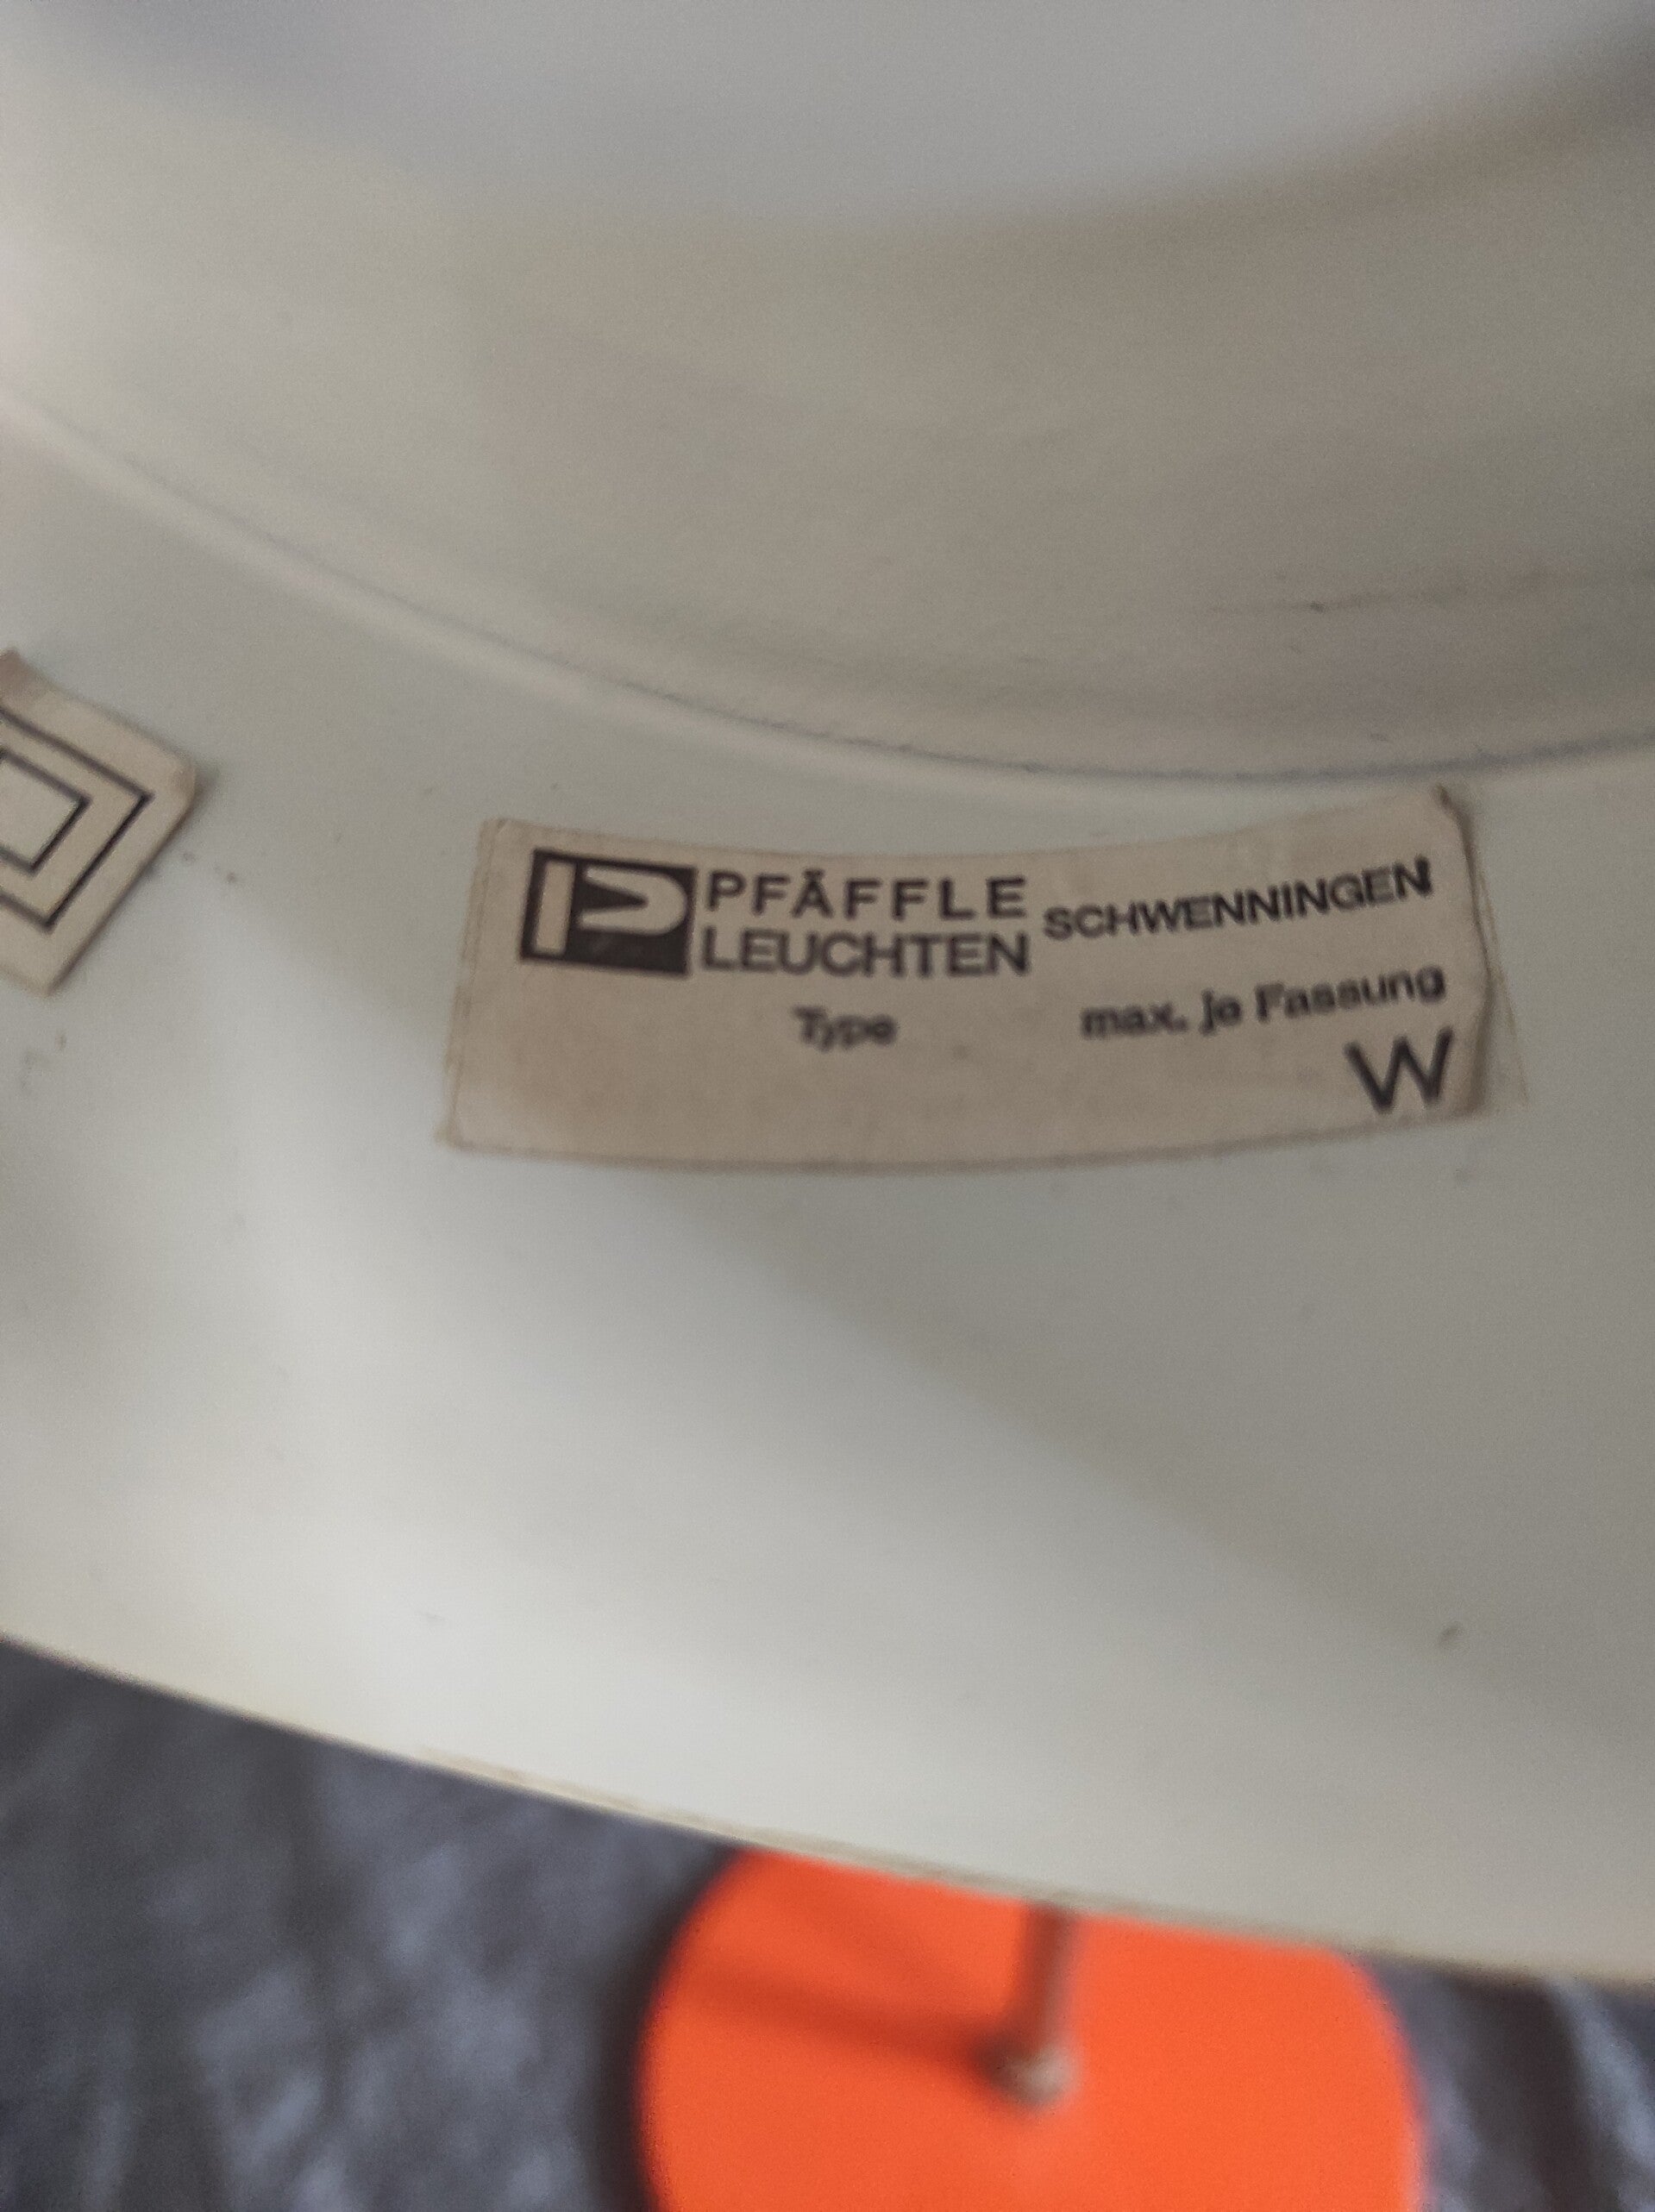 PFÄFFLE
LEUCHTEN
SCHWENNINGEN
Type
max. je Fassung
W